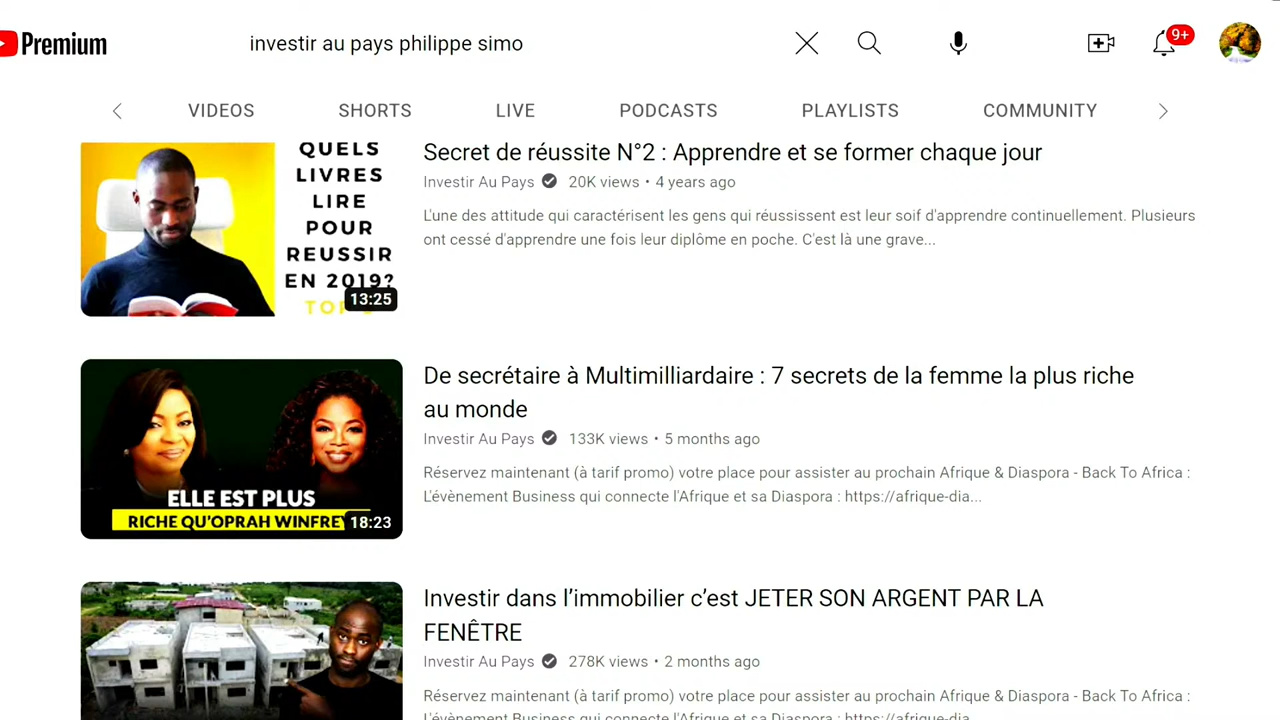 Premium
investir au pays philippe simo
9+
VIDEOS
SHORTS
LIVE
PODCASTS
PLAYLISTS
COMMUNITY
QUELS
LIVRES
LIRE
POUR
REUSSIR
EN 2019?
13:25
Secret de réussite N°2 : Apprendre et se former chaque jour
Investir Au Pays 20K views • 4 years ago
L'une des attitude qui caractérisent les gens qui réussissent est leur soif d'apprendre continuellement. Plusieurs
ont cessé d'apprendre une fois leur diplôme en poche. C'est là une grave...
ELLE EST PLUS
RICHE QU'OPRAH WINFREY
18:23
De secrétaire à Multimilliardaire : 7 secrets de la femme la plus riche
au monde
Investir Au Pays 133K views • 5 months ago
Réservez maintenant (à tarif promo) votre place pour assister au prochain Afrique & Diaspora - Back To Africa :
L'évènement Business qui connecte l'Afrique et sa Diaspora : https://afrique-dia...
Investir dans l'immobilier c'est JETER SON ARGENT PAR LA
FENÊTRE
Investir Au Pays 278K views • 2 months ago
Réservez maintenant (à tarif promo) votre place pour assister au prochain Afrique & Diaspora - Back To Africa :